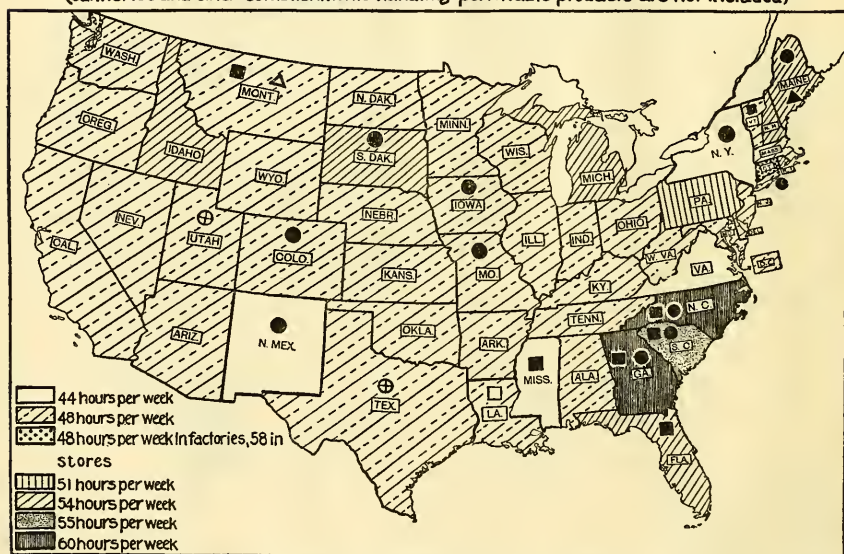 (canneries and other establishments handling perishable products are not included)
WASH.
MONT.
N. DAK.
MINN.
MAINE
OREG.
IDAHO
S. DAK.
WIS.
MICH.
N. Y.
VT.
N.H.
MASS.
WYO.
IOWA
PA.
N.J.
NEV.
NEBR.
OHIO
DEL.
CAL.
UTAH
COLO.
ILL.
IND.
W. VA.
D.C.
KANS.
MO.
KY.
VA.
ARIZ.
N. MEX.
OKLA.
ARK.
TENN.
N. C.
S. C.
TEX.
LA.
MISS.
ALA.
GA.
FLA.
44 hours per week
48 hours per week
48 hours per week in factories, 58 in
stores
51 hours per week
54 hours per week
55 hours per week
60 hours per week